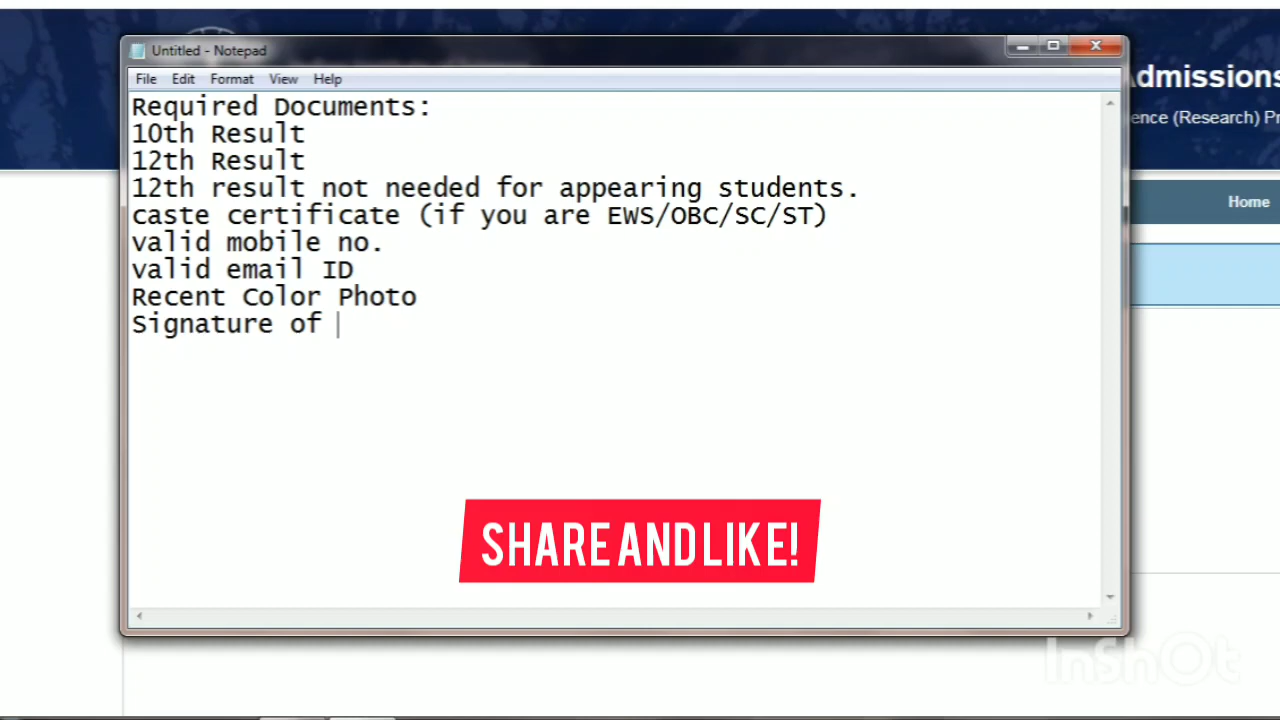 Untitled - Notepad
File Edit Format View Help
Required Documents:
10th Result
12th Result
12th result not needed for appearing students.
caste certificate (if you are EWS/OBC/SC/ST)
valid mobile no.
valid email ID
Recent Color Photo
Signature of
dmissions
ence (Research) Pr
Home
SHARE AND LIKE!
InShOt